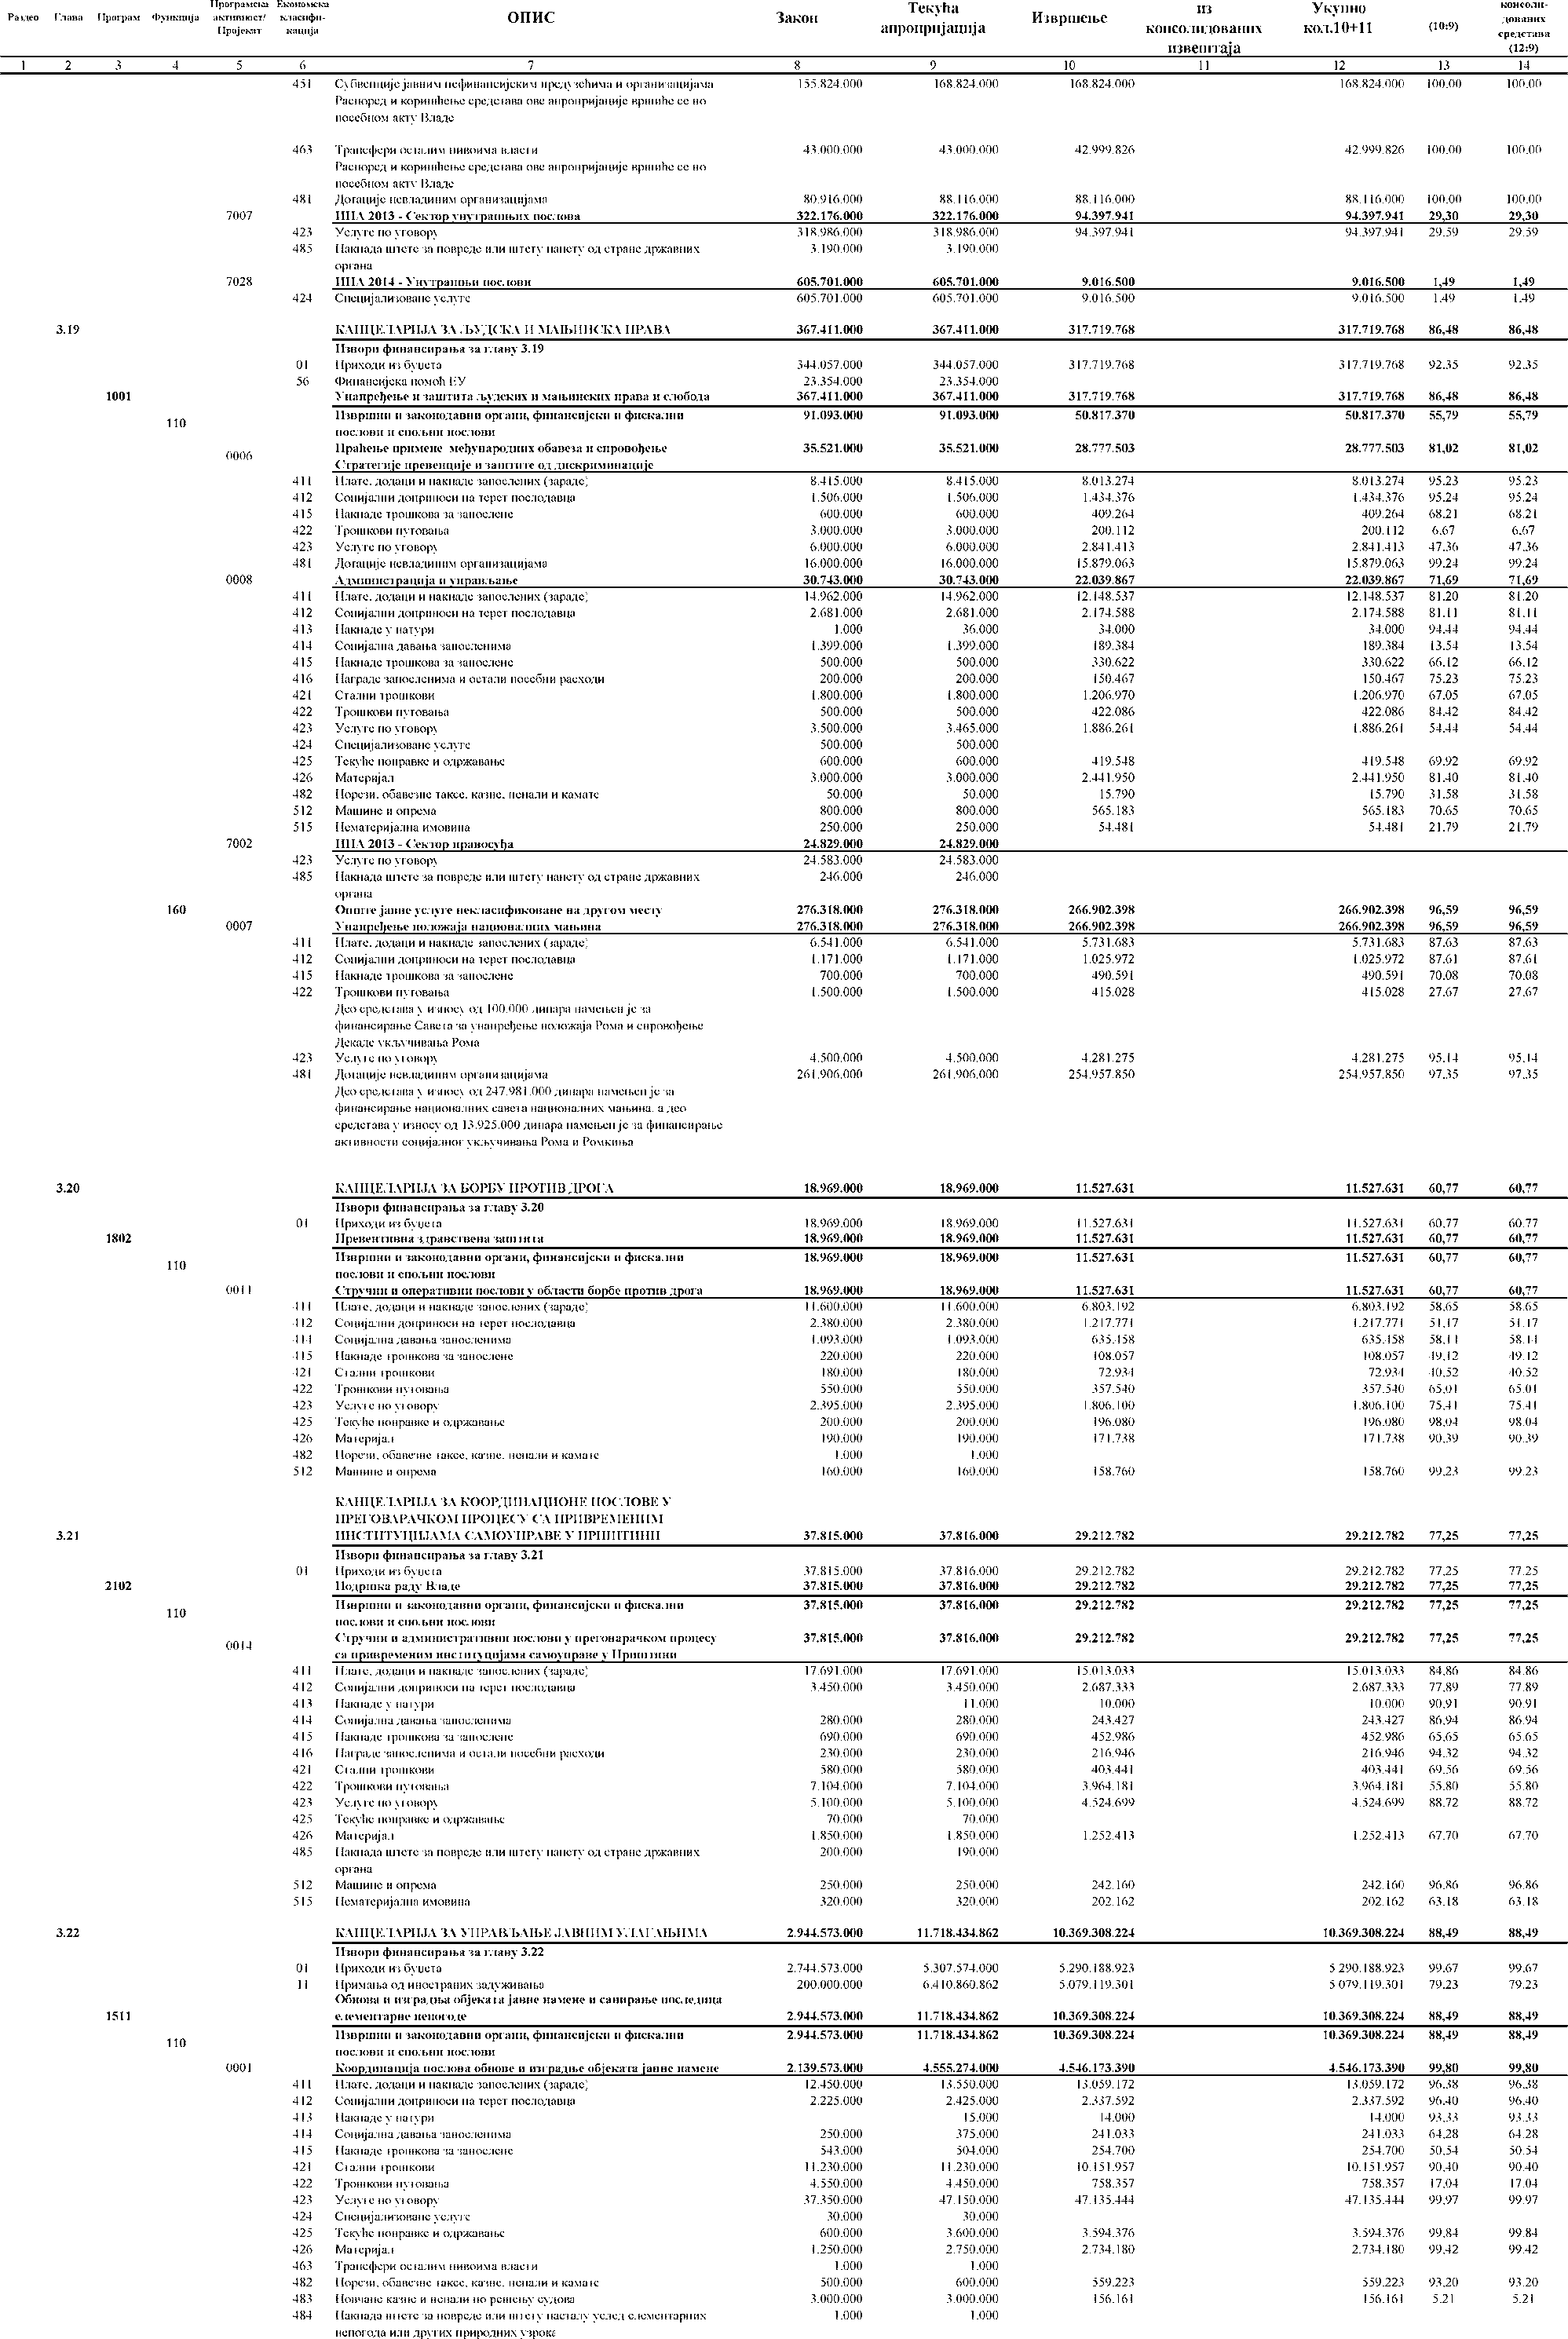 Раздео Глава Програм Функција Програмска активност/ Пројекат Економска класифи-кација ОПИС Закон Текућа апропријација Извршење из консолидованих извештаја Укупно кол.10+11 (10:9) консоли-дованих средстава (12:9)
1 2 3 4 5 6 7 8 9 10 11 12 13 14
451 Субвенције јавним нефинансијским предузећима и организацијама 155.824.000 168.824.000 168.824.000 168.824.000 100,00 100,00
Распоред и коришћење средстава ове апропријације вршиће се по
посебном акту Владе
463 Трансфери осталим нивоима власти 43.000.000 43.000.000 42.999.826 42.999.826 100,00 100,00
Распоред и коришћење средстава ове апропријације вршиће се по
посебном акту Владе
481 Дотације невладиним организацијама 80.916.000 88.116.000 88.116.000 88.116.000 100,00 100,00
7007 ИПА 2013 - Сектор унутрашњих послова 322.176.000 322.176.000 94.397.941 94.397.941 29,30 29,30
423 Услуге по уговору 318.986.000 318.986.000 94.397.941 94.397.941 29,59 29,59
485 Накнада штете за повреде или штету нанету од стране државних
органа 3.190.000 3.190.000
7028 ИПА 2014 - Унутрашњи послови 605.701.000 605.701.000 9.016.500 9.016.500 1,49 1,49
424 Специјализоване услуге 605.701.000 605.701.000 9.016.500 9.016.500 1,49 1,49
3.19 КАНЦЕЛАРИЈА ЗА ЉУДСКА И МАЊИНСКА ПРАВА 367.411.000 367.411.000 317.719.768 317.719.768 86,48 86,48
Извори финансирања за главу 3.19
01 Приходи из буџета 344.057.000 344.057.000 317.719.768 317.719.768 92,35 92,35
56 Финансијска помоћ ЕУ 23.354.000 23.354.000
1001 Унапређење и заштита људских и мањинских права и слобода 367.411.000 367.411.000 317.719.768 317.719.768 86,48 86,48
110 Извршни и законодавни органи, финансијски и фискални
послови и спољни послови 91.093.000 91.093.000 50.817.370 50.817.370 55,79 55,79
0006 Праћење примене међународних обавеза и спровођење
Стратегије превенције и заштите од дискриминације 35.521.000 35.521.000 28.777.503 28.777.503 81,02 81,02
411 Плате, додаци и накнаде запослених (зараде) 8.415.000 8.415.000 8.013.274 8.013.274 95,23 95,23
412 Социјални доприноси на терет послодавца 1.506.000 1.506.000 1.434.376 1.434.376 95,24 95,24
415 Накнаде трошкова за запослене 600.000 600.000 409.264 409.264 68,21 68,21
422 Трошкови путовања 3.000.000 3.000.000 200.112 200.112 6,67 6,67
423 Услуге по уговору 6.000.000 6.000.000 2.841.413 2.841.413 47,36 47,36
481 Дотације невладиним организацијама 16.000.000 16.000.000 15.879.063 15.879.063 99,24 99,24
0008 Администрација и управљање 30.743.000 30.743.000 22.039.867 22.039.867 71,69 71,69
411 Плате, додаци и накнаде запослених (зараде) 14.962.000 14.962.000 12.148.537 12.148.537 81,20 81,20
412 Социјални доприноси на терет послодавца 2.681.000 2.681.000 2.174.588 2.174.588 81,11 81,11
413 Накнаде у натури 1.000 36.000 34.000 34.000 94,44 94,44
414 Социјална давања запосленима 1.399.000 1.399.000 189.384 189.384 13,54 13,54
415 Накнаде трошкова за запослене 500.000 500.000 330.622 330.622 66,12 66,12
416 Награде запосленима и остали посебни расходи 200.000 200.000 150.467 150.467 75,23 75,23
421 Стални трошкови 1.800.000 1.800.000 1.206.970 1.206.970 67,05 67,05
422 Трошкови путовања 500.000 500.000 422.086 422.086 84,42 84,42
423 Услуге по уговору 3.500.000 3.465.000 1.886.261 1.886.261 54,44 54,44
424 Специјализоване услуге 500.000 500.000
425 Текуће поправке и одржавање 600.000 600.000 419.548 419.548 69,92 69,92
426 Материјал 3.000.000 3.000.000 2.441.950 2.441.950 81,40 81,40
482 Порези, обавезне таксе, казне, пенали и камате 50.000 50.000 15.790 15.790 31,58 31,58
512 Машине и опрема 800.000 800.000 565.183 565.183 70,65 70,65
515 Нематеријална имовина 250.000 250.000 54.481 54.481 21,79 21,79
7002 ИПА 2013 - Сектор правосуђа 24.829.000 24.829.000
423 Услуге по уговору 24.583.000 24.583.000
485 Накнада штете за повреде или штету нанету од стране државних
органа 246.000 246.000
160 Опште јавне услуге некласификоване на другом месту 276.318.000 276.318.000 266.902.398 266.902.398 96,59 96,59
0007 Унапређење положаја националних мањина 276.318.000 276.318.000 266.902.398 266.902.398 96,59 96,59
411 Плате, додаци и накнаде запослених (зараде) 6.541.000 6.541.000 5.731.683 5.731.683 87,63 87,63
412 Социјални доприноси на терет послодавца 1.171.000 1.171.000 1.025.972 1.025.972 87,61 87,61
415 Накнаде трошкова за запослене 700.000 700.000 490.591 490.591 70,08 70,08
422 Трошкови путовања 1.500.000 1.500.000 415.028 415.028 27,67 27,67
Део средстава у износу од 100.000 динара намењен је за
финансирање Савета за унапређење положаја Рома и спровођење
Декаде укључивања Рома
423 Услуге по уговору 4.500.000 4.500.000 4.281.275 4.281.275 95,14 95,14
481 Дотације невладиним организацијама 261.906.000 261.906.000 254.957.850 254.957.850 97,35 97,35
Део средстава у износу од 247.981.000 динара намењен је за
финансирање националних савета националних мањина, а део
средстава у износу од 13.925.000 динара намењен је за финансирање
активности социјалног укључивања Рома и Ромкиња
3.20 КАНЦЕЛАРИЈА ЗА БОРБУ ПРОТИВ ДРОГА 18.969.000 18.969.000 11.527.631 11.527.631 60,77 60,77
Извори финансирања за главу 3.20
01 Приходи из буџета 18.969.000 18.969.000 11.527.631 11.527.631 60,77 60,77
1802 Превентивна здравствена заштита 18.969.000 18.969.000 11.527.631 11.527.631 60,77 60,77
110 Извршни и законодавни органи, финансијски и фискални
послови и спољни послови 18.969.000 18.969.000 11.527.631 11.527.631 60,77 60,77
0011 Стручни и оперативни послови у области борбе против дрога 18.969.000 18.969.000 11.527.631 11.527.631 60,77 60,77
411 Плате, додаци и накнаде запослених (зараде) 11.600.000 11.600.000 6.803.192 6.803.192 58,65 58,65
412 Социјални доприноси на терет послодавца 2.380.000 2.380.000 1.217.771 1.217.771 51,17 51,17
414 Социјална давања запосленима 1.093.000 1.093.000 635.458 635.458 58,14 58,14
415 Накнаде трошкова за запослене 220.000 220.000 108.057 108.057 49,12 49,12
421 Стални трошкови 180.000 180.000 72.934 72.934 40,52 40,52
422 Трошкови путовања 550.000 550.000 357.540 357.540 65,01 65,01
423 Услуге по уговору 2.395.000 2.395.000 1.806.100 1.806.100 75,41 75,41
425 Текуће поправке и одржавање 200.000 200.000 196.080 196.080 98,04 98,04
426 Материјал 190.000 190.000 171.738 171.738 90,39 90,39
482 Порези, обавезне таксе, казне, пенали и камате 1.000 1.000
512 Машине и опрема 160.000 160.000 158.760 158.760 99,23 99,23
КАНЦЕЛАРИЈА ЗА КООРДИНАЦИОНЕ ПОСЛОВЕ У
ПРЕГОВАРАЧКОМ ПРОЦЕСУ СА ПРИВРЕМЕНИМ
3.21 ИНСТИТУЦИЈАМА САМОУПРАВЕ У ПРИШТИНИ 37.815.000 37.816.000 29.212.782 29.212.782 77,25 77,25
Извори финансирања за главу 3.21
01 Приходи из буџета 37.815.000 37.816.000 29.212.782 29.212.782 77,25 77,25
2102 Подршка раду Владе 37.815.000 37.816.000 29.212.782 29.212.782 77,25 77,25
110 Извршни и законодавни органи, финансијски и фискални
послови и спољни послови 37.815.000 37.816.000 29.212.782 29.212.782 77,25 77,25
0014 Стручни и административни послови у преговарачком процесу
са привременим институцијама самоуправе у Приштини 37.815.000 37.816.000 29.212.782 29.212.782 77,25 77,25
411 Плате, додаци и накнаде запослених (зараде) 17.691.000 17.691.000 15.013.033 15.013.033 84,86 84,86
412 Социјални доприноси на терет послодавца 3.450.000 3.450.000 2.687.333 2.687.333 77,89 77,89
413 Накнаде у натури 11.000 10.000 10.000 90,91 90,91
414 Социјална давања запосленима 280.000 280.000 243.427 243.427 86,94 86,94
415 Накнаде трошкова за запослене 690.000 690.000 452.986 452.986 65,65 65,65
416 Награде запосленима и остали посебни расходи 230.000 230.000 216.946 216.946 94,32 94,32
421 Стални трошкови 580.000 580.000 403.441 403.441 69,56 69,56
422 Трошкови путовања 7.104.000 7.104.000 3.964.181 3.964.181 55,80 55,80
423 Услуге по уговору 5.100.000 5.100.000 4.524.699 4.524.699 88,72 88,72
425 Текуће поправке и одржавање 70.000 70.000
426 Материјал 1.850.000 1.850.000 1.252.413 1.252.413 67,70 67,70
485 Накнада штете за повреде или штету нанету од стране државних
органа 200.000 190.000
512 Машине и опрема 250.000 250.000 242.160 242.160 96,86 96,86
515 Нематеријална имовина 320.000 320.000 202.162 202.162 63,18 63,18
3.22 КАНЦЕЛАРИЈА ЗА УПРАВЉАЊЕ ЈАВНИМ УЛАГАЊИМА 2.944.573.000 11.718.434.862 10.369.308.224 10.369.308.224 88,49 88,49
Извори финансирања за главу 3.22
01 Приходи из буџета 2.744.573.000 5.307.574.000 5.290.188.923 5.290.188.923 99,67 99,67
11 Примања од иностраних задуживања 200.000.000 6.410.860.862 5.079.119.301 5.079.119.301 79,23 79,23
Обнова и изградња објеката јавне намене и санирање последица
1511 елементарне непогоде 2.944.573.000 11.718.434.862 10.369.308.224 10.369.308.224 88,49 88,49
110 Извршни и законодавни органи, финансијски и фискални
послови и спољни послови 2.944.573.000 11.718.434.862 10.369.308.224 10.369.308.224 88,49 88,49
0001 Координација послова обнове и изградње објеката јавне намене 2.139.573.000 4.555.274.000 4.546.173.390 4.546.173.390 99,80 99,80
411 Плате, додаци и накнаде запослених (зараде) 12.450.000 13.550.000 13.059.172 13.059.172 96,38 96,38
412 Социјални доприноси на терет послодавца 2.225.000 2.425.000 2.337.592 2.337.592 96,40 96,40
413 Накнаде у натури 15.000 14.000 14.000 93,33 93,33
414 Социјална давања запосленима 250.000 375.000 241.033 241.033 64,28 64,28
415 Накнаде трошкова за запослене 543.000 504.000 254.700 254.700 50,54 50,54
421 Стални трошкови 11.230.000 11.230.000 10.151.957 10.151.957 90,40 90,40
422 Трошкови путовања 4.550.000 4.450.000 758.357 758.357 17,04 17,04
423 Услуге по уговору 37.350.000 47.150.000 47.135.444 47.135.444 99,97 99,97
424 Специјализоване услуге 30.000 30.000
425 Текуће поправке и одржавање 600.000 3.600.000 3.594.376 3.594.376 99,84 99,84
426 Материјал 1.250.000 2.750.000 2.734.180 2.734.180 99,42 99,42
463 Трансфери осталим нивоима власти 1.000 1.000
482 Порези, обавезне таксе, казне, пенали и камате 500.000 600.000 559.223 559.223 93,20 93,20
483 Новчане казне и пенали по решењу судова 3.000.000 3.000.000 156.161 156.161 5,21 5,21
484 Накнада штете за повреде или штету насталу услед елементарних
непогода или других природних узрока 1.000 1.000